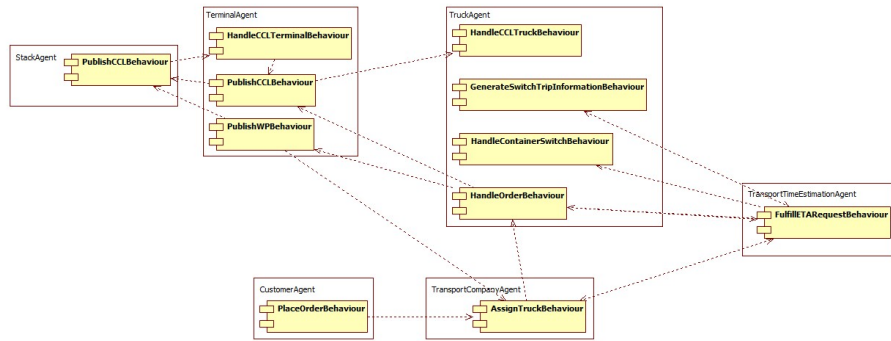 TerminalAgent
TruckAgent
HandleCCLTerminalBehaviour
HandleCCLTruckBehaviour
StackAgent
PublishCCLBehaviour
PublishCCLBehaviour
GenerateSwitchTripInformationBehaviour
PublishWPBehaviour
HandleContainerSwitchBehaviour
HandleOrderBehaviour
TransportTimeEstimationAgent
FulfillETARequestBehaviour
CustomerAgent
TransportCompanyAgent
PlaceOrderBehaviour
AssignTruckBehaviour